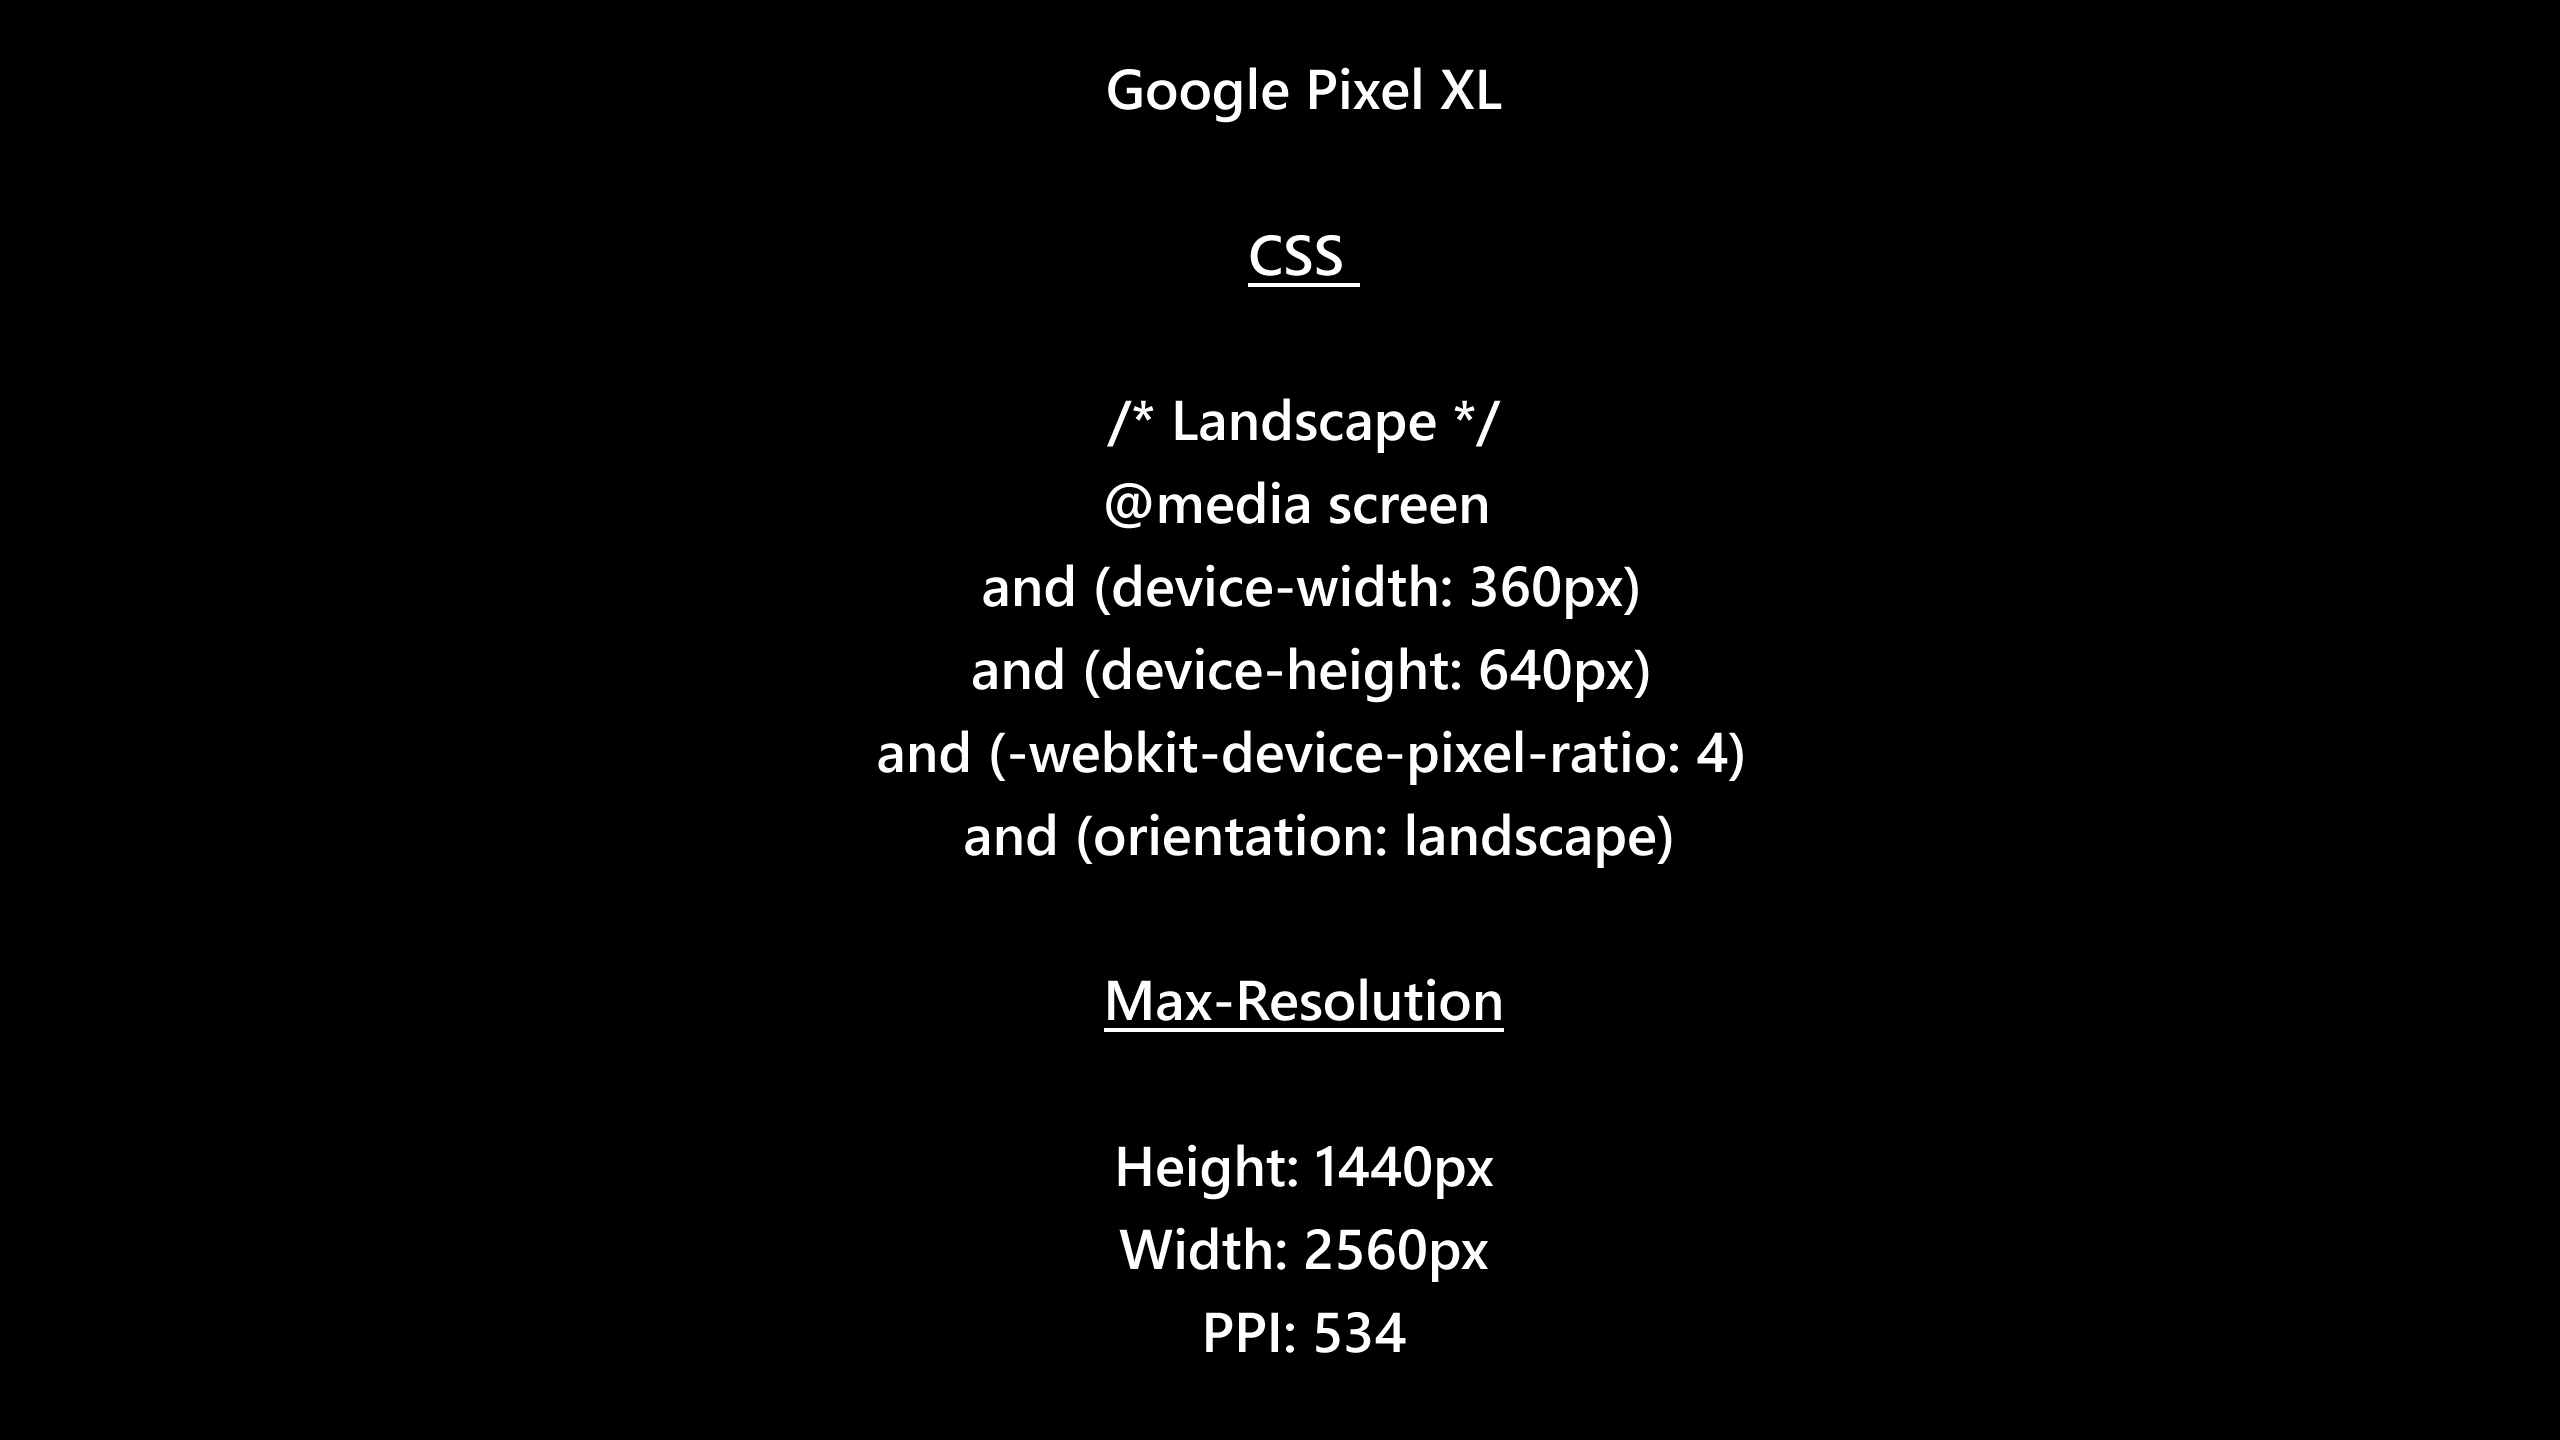 Google Pixel XL
CSS
/* Landscape */
@media screen
and (device-width: 360px)
and (device-height: 640px)
and (-webkit-device-pixel-ratio: 4)
and (orientation: landscape)
Max-Resolution
Height: 1440px
Width: 2560px
PPI: 534